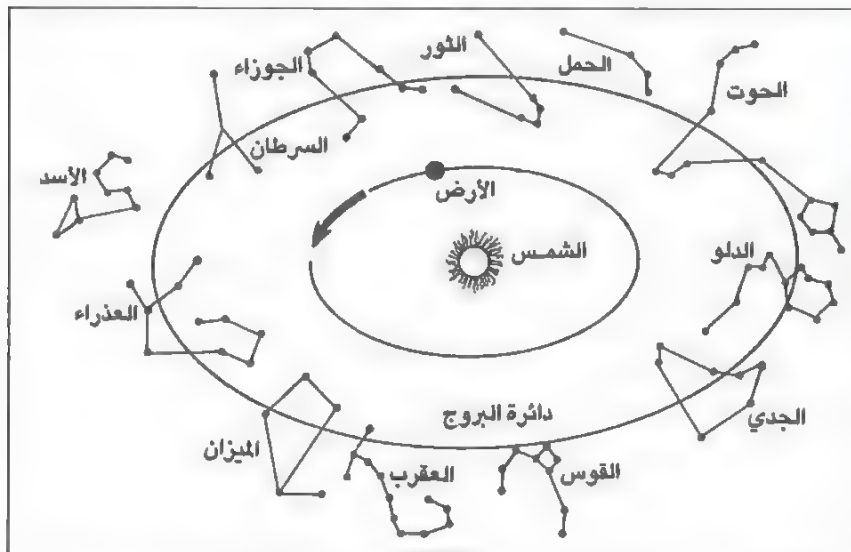 الثور
الحمل
الجوزاء
الحوت
السرطان
الأسد
الأرض
الشمس
الدلو
العذراء
دائرة البروج
الجدي
الميزان
العقرب
القوس